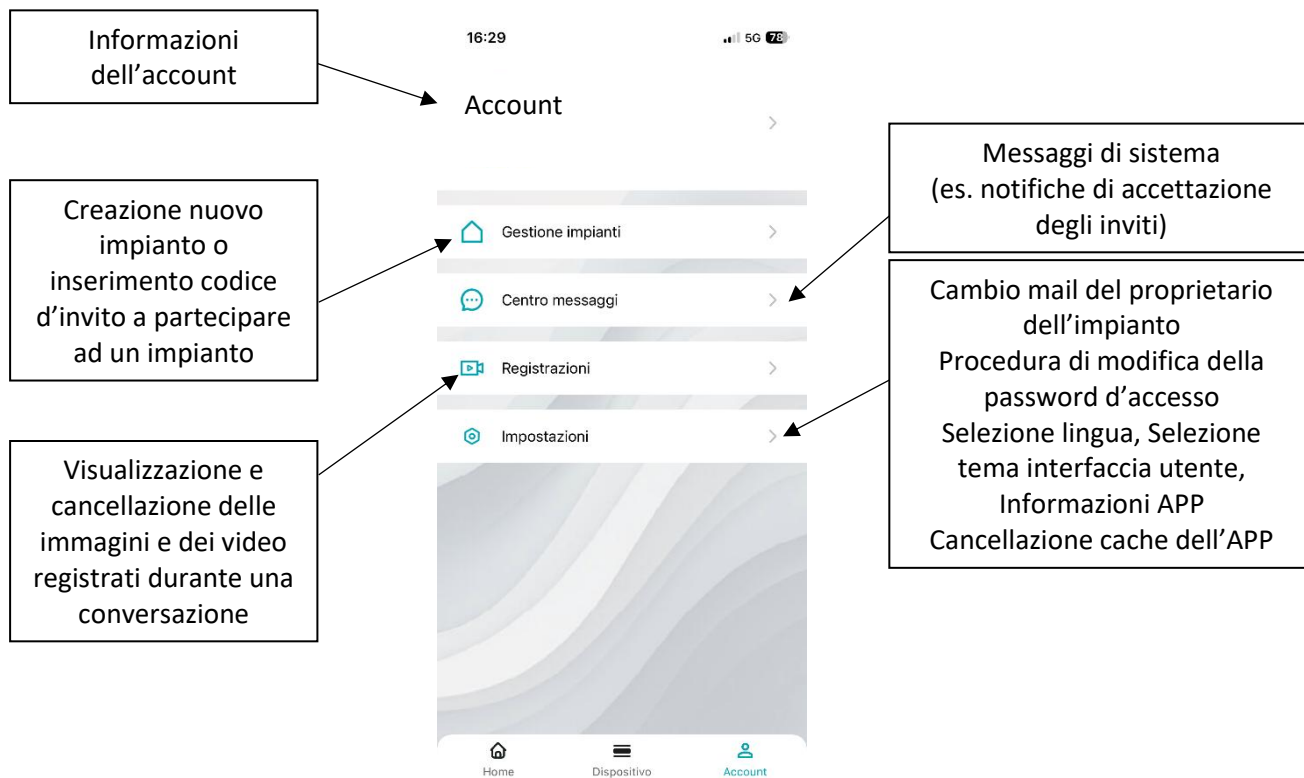 Informazioni
dell’account
Creazione nuovo
impianto o
inserimento codice
d’invito a partecipare
ad un impianto
Visualizzazione e
cancellazione delle
immagini e dei video
registrati durante una
conversazione
16:29
5G 78
Account
Gestione impianti
Centro messaggi
Registrazioni
Impostazioni
Home Dispositivo Account
Messaggi di sistema
(es. notifiche di accettazione
degli inviti)
Cambio mail del proprietario
dell’impianto
Procedura di modifica della
password d’accesso
Selezione lingua, Selezione
tema interfaccia utente,
Informazioni APP
Cancellazione cache dell’APP